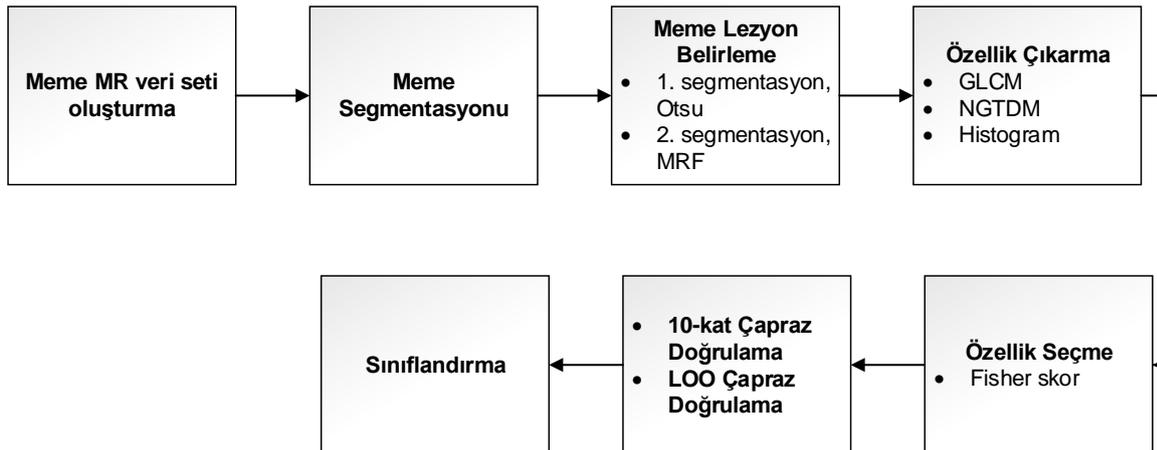 Meme MR veri seti
oluşturma
Meme
Segmentasyonu
Meme Lezyon
Belirleme
• 1. segmentasyon,
Otsu
• 2. segmentasyon,
MRF
Özellik Çıkarma
• GLCM
• NGTDM
• Histogram
Sınıflandırma
• 10-kat Çapraz
Doğrulama
• LOO Çapraz
Doğrulama
Özellik Seçme
• Fisher skor